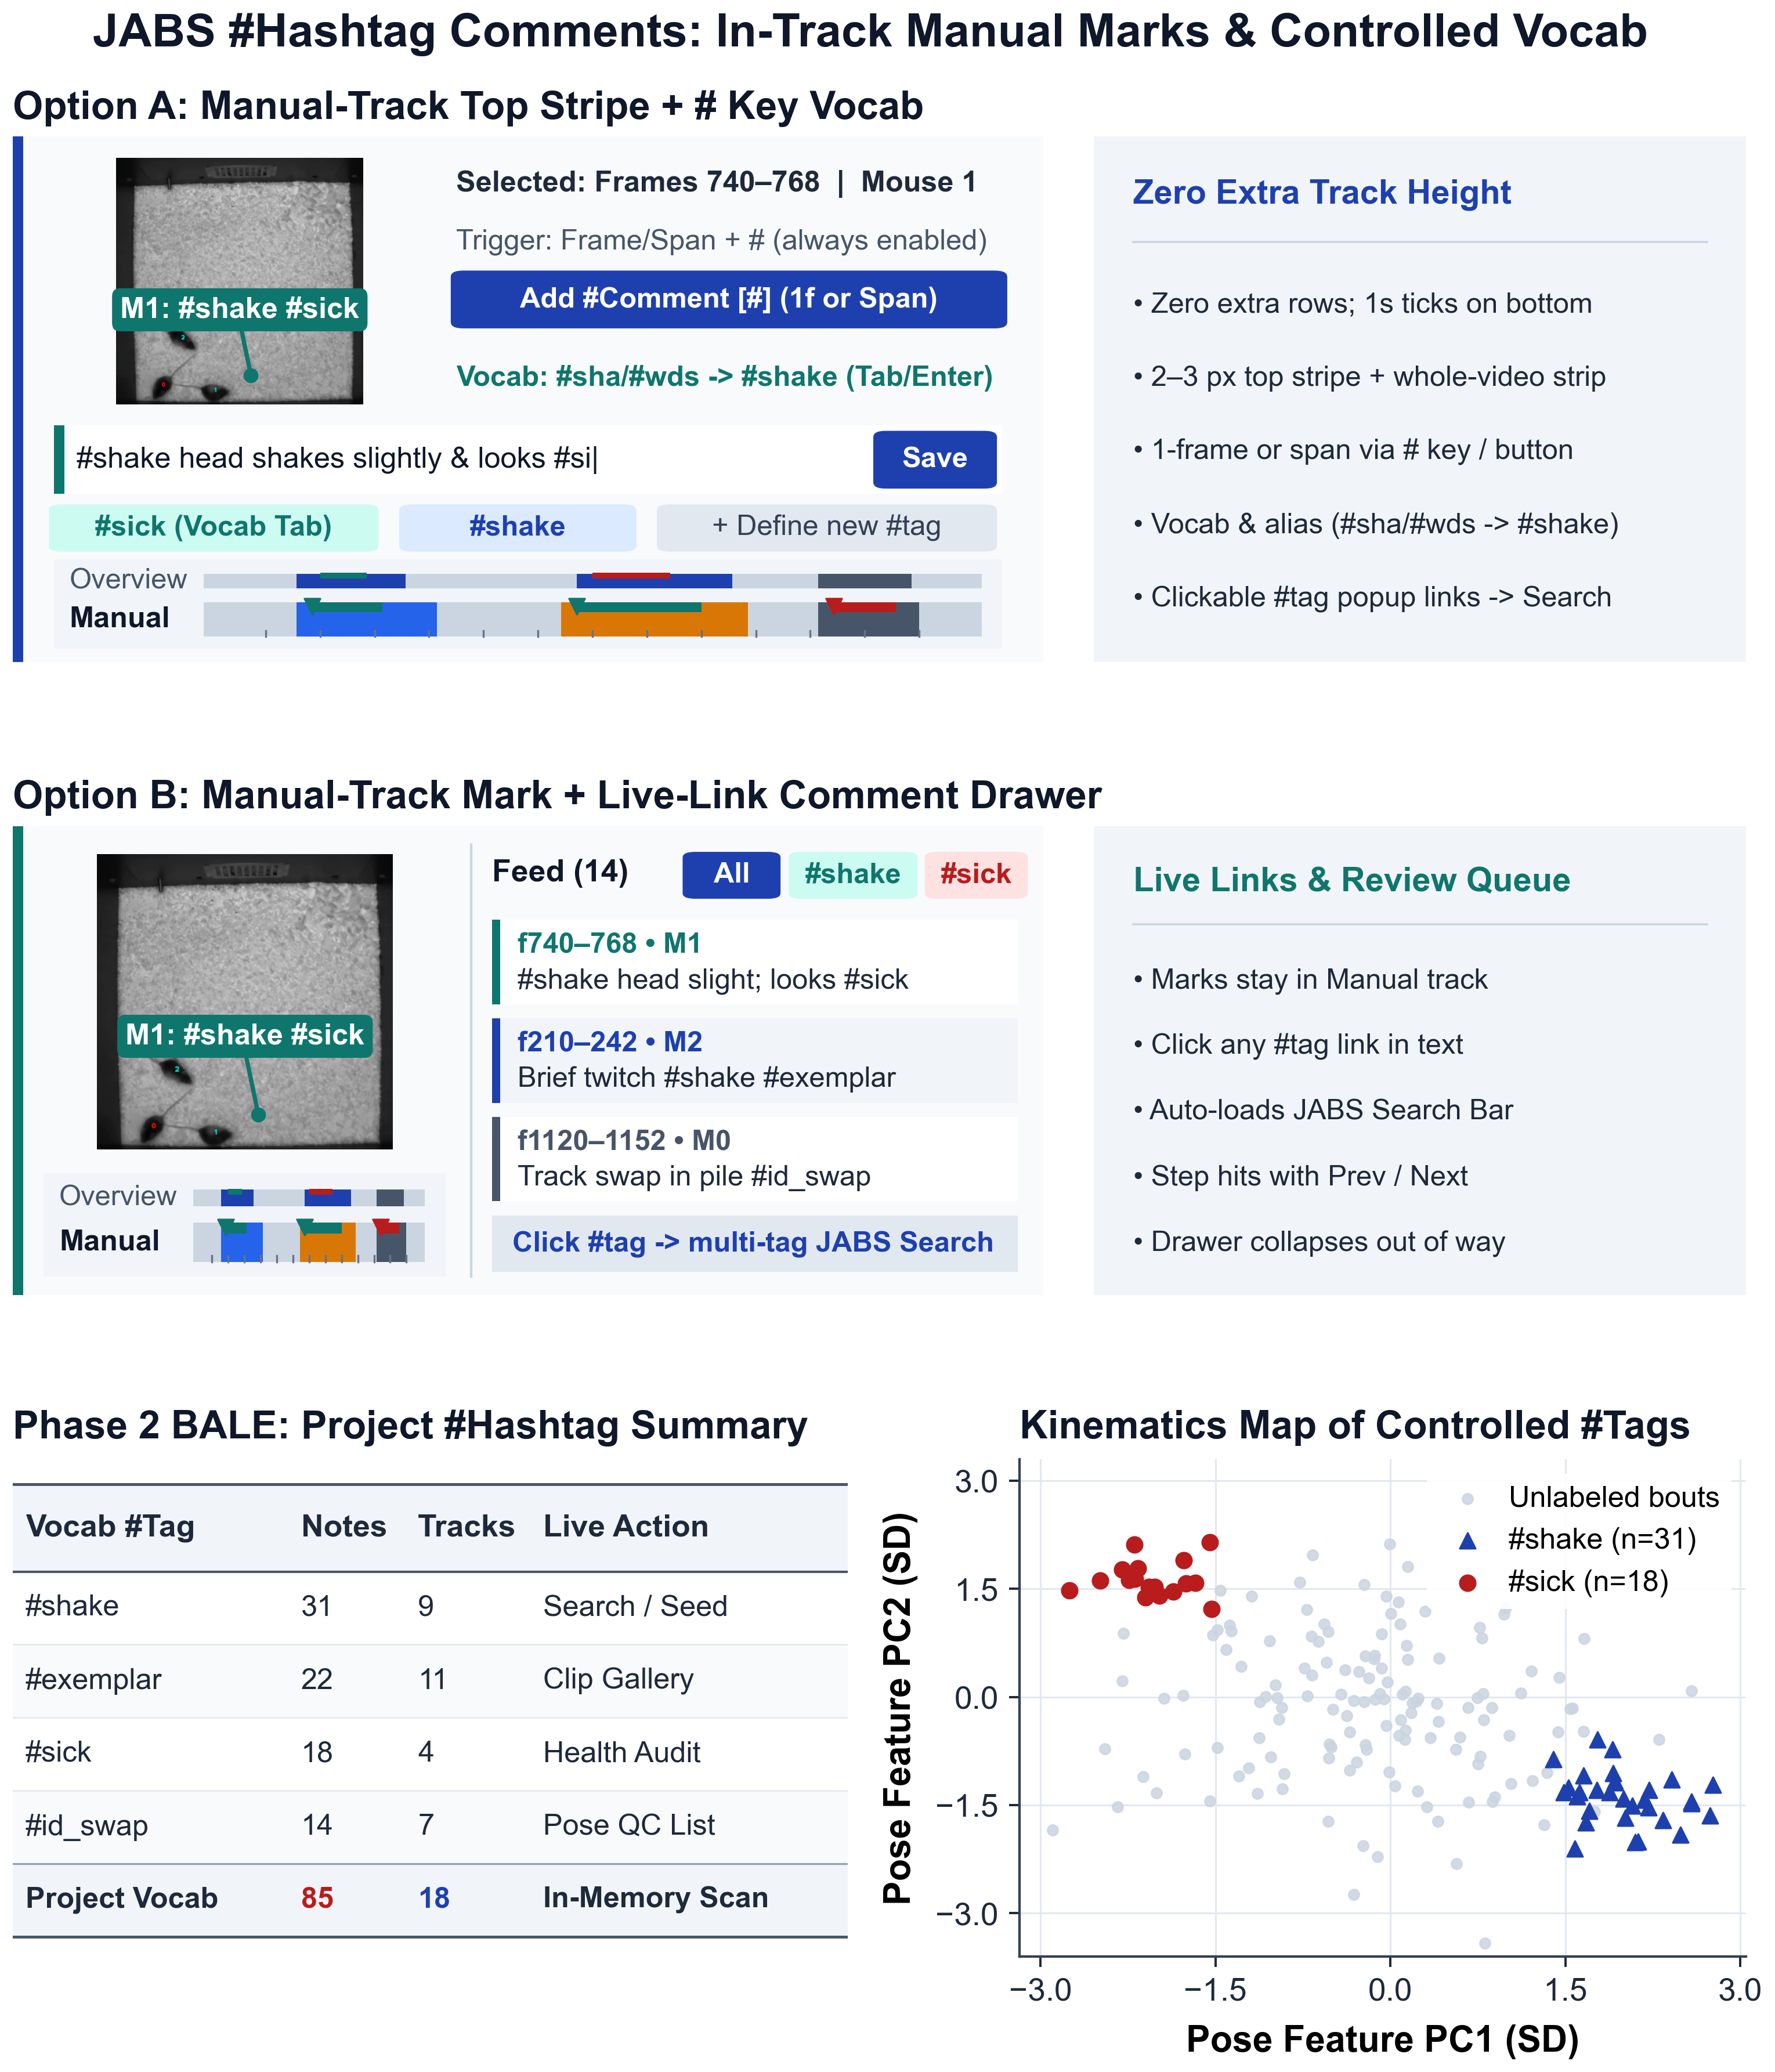 JABS #Hashtag Comments: In-Track Manual Marks & Controlled Vocab
Option A: Manual-Track Top Stripe + # Key Vocab
M1: #shake #sick
2
0
1
Selected: Frames 740–768 | Mouse 1
Trigger: Frame/Span + # (always enabled)
Add #Comment [#] (1f or Span)
Vocab: #sha/#wds -> #shake (Tab/Enter)
#shake head shakes slightly & looks #si|
Save
#sick (Vocab Tab)
#shake
+ Define new #tag
Overview
Manual
Zero Extra Track Height
• Zero extra rows; 1s ticks on bottom
• 2–3 px top stripe + whole-video strip
• 1-frame or span via # key / button
• Vocab & alias (#sha/#wds -> #shake)
• Clickable #tag popup links -> Search
Option B: Manual-Track Mark + Live-Link Comment Drawer
M1: #shake #sick
2
0
1
Overview
Manual
Feed (14)
All
#shake
#sick
f740–768 • M1
#shake head slight; looks #sick
f210–242 • M2
Brief twitch #shake #exemplar
f1120–1152 • M0
Track swap in pile #id_swap
Click #tag -> multi-tag JABS Search
Live Links & Review Queue
• Marks stay in Manual track
• Click any #tag link in text
• Auto-loads JABS Search Bar
• Step hits with Prev / Next
• Drawer collapses out of way
Phase 2 BALE: Project #Hashtag Summary
Vocab #Tag Notes Tracks Live Action
#shake 31 9 Search / Seed
#exemplar 22 11 Clip Gallery
#sick 18 4 Health Audit
#id_swap 14 7 Pose QC List
Project Vocab 85 18 In-Memory Scan
Kinematics Map of Controlled #Tags
Unlabeled bouts
#shake (n=31)
#sick (n=18)
Pose Feature PC2 (SD)
3.0
1.5
0.0
−1.5
−3.0
−3.0 −1.5 0.0 1.5 3.0
Pose Feature PC1 (SD)